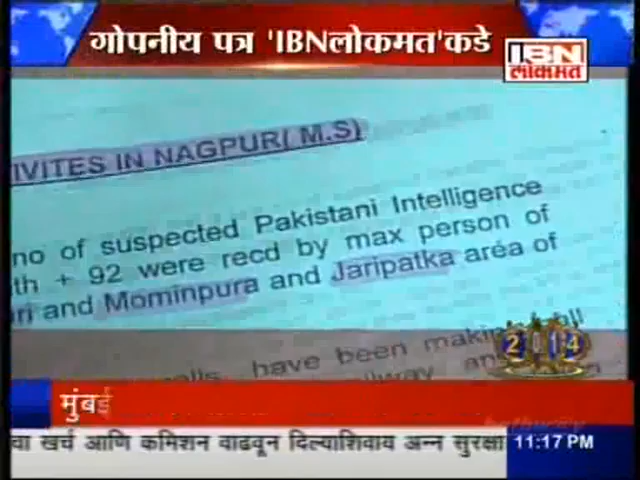 गोपनीय पत्र 'IBNलोकमत'कडे
IBN
लोकमत
IVITES IN NAGPUR( M.S)
no of suspected Pakistani Intelligence
th + 92 were recd by max person of
ri and Mominpura and Jaripatka area of
have been making
2014
मुंबई
वा खर्च आणि कमिशन वाढवून दिल्याशिवाय अन्न सुरक्षा
11:17 PM